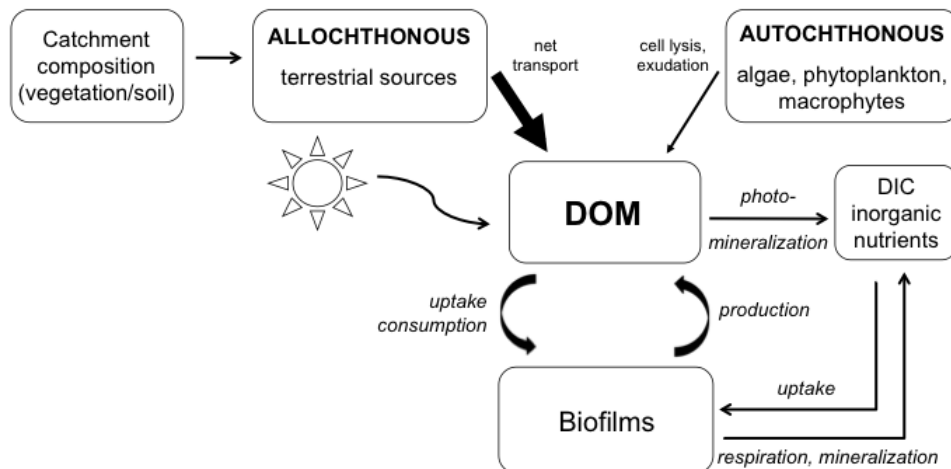 Catchment
composition
(vegetation/soil)
ALLOCHTHONOUS
terrestrial sources
net
transport
cell lysis,
exudation
AUTOCHTHONOUS
algae, phytoplankton,
macrophytes
DOM
photo-
mineralization
DIC
inorganic
nutrients
uptake
consumption
production
Biofilms
uptake
respiration, mineralization